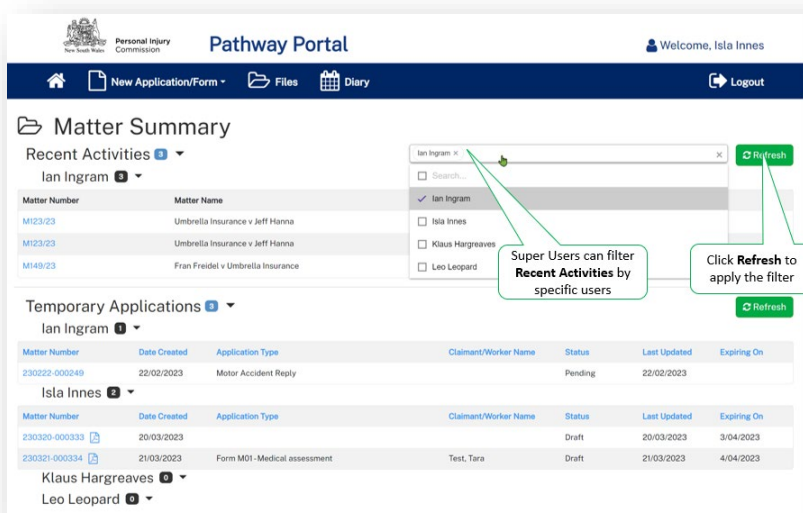 New South Wales
Personal Injury
Commission
Pathway Portal
Welcome, Isla Innes
New Application/Form
Files
Diary
Logout
Matter Summary
Recent Activities 3
Ian Ingram ×
×
Refresh
Ian Ingram 3
Search...
Matter Number Matter Name
Ian Ingram
M123/23 Umbrella Insurance v Jeff Hanna
Isla Innes
M123/23 Umbrella Insurance v Jeff Hanna
Klaus Hargreaves
M149/23 Fran Freidel v Umbrella Insurance
Leo Leopard
Super Users can filter
Recent Activities by
specific users
Click Refresh to
apply the filter
Temporary Applications 3
Refresh
Ian Ingram 1
Matter Number Date Created Application Type Claimant/Worker Name Status Last Updated Expiring On
230222-000249 22/02/2023 Motor Accident Reply Pending 22/02/2023
Isla Innes 2
Matter Number Date Created Application Type Claimant/Worker Name Status Last Updated Expiring On
230320-000333 20/03/2023 Draft 20/03/2023 3/04/2023
230321-000334 21/03/2023 Form M01-Medical assessment Test, Tara Draft 21/03/2023 4/04/2023
Klaus Hargreaves 0
Leo Leopard 0